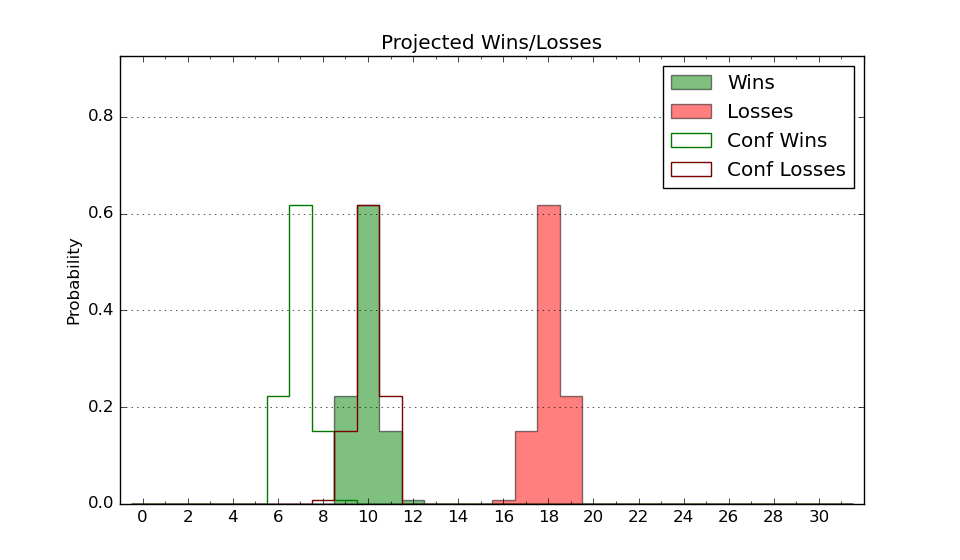 Projected Wins/Losses
Wins
Losses
Conf Wins
Conf Losses
Probability
0.8
0.6
0.4
0.2
0.0
0 2 4 6 8 10 12 14 16 18 20 22 24 26 28 30